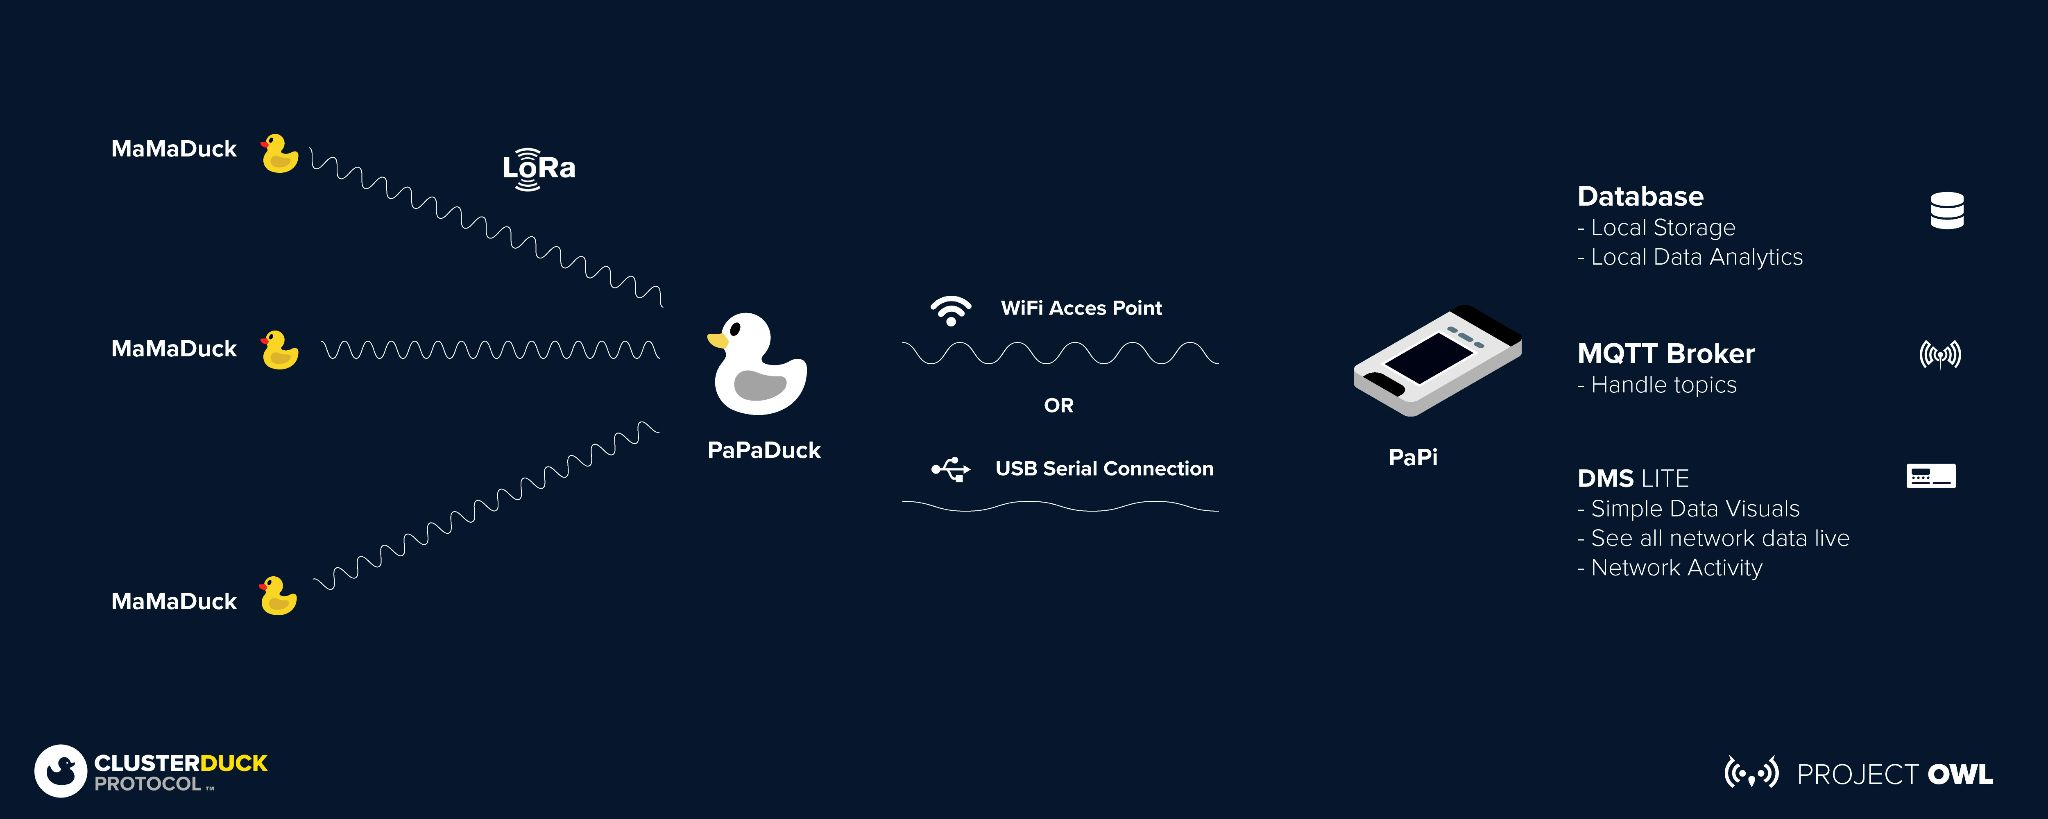 MaMaDuck
LoRa
MaMaDuck
MaMaDuck
PaPaDuck
WiFi Acces Point
OR
USB Serial Connection
PaPi
Database
- Local Storage
- Local Data Analytics
MQTT Broker
- Handle topics
DMS LITE
- Simple Data Visuals
- See all network data live
- Network Activity
CLUSTERDUCK
PROTOCOL ™
PROJECT OWL